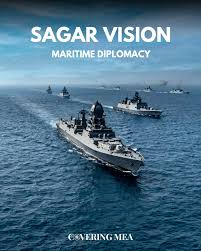 SAGAR VISION
MARITIME DIPLOMACY
COVERING MEA